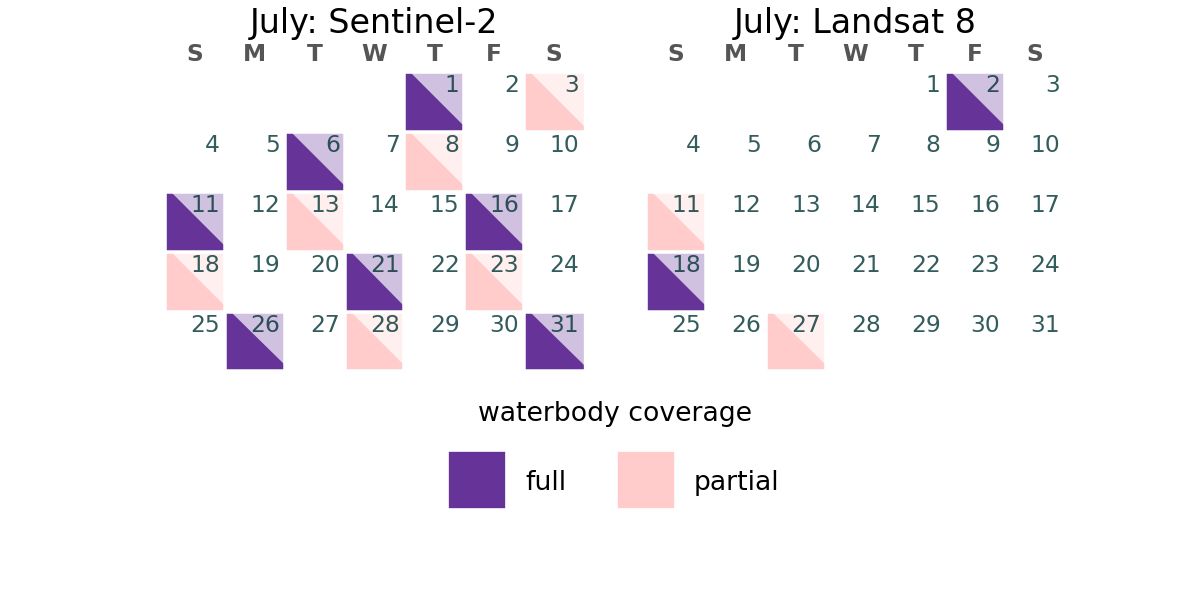 July: Sentinel-2
S M T W T F S
1 2 3
4 5 6 7 8 9 10
11 12 13 14 15 16 17
18 19 20 21 22 23 24
25 26 27 28 29 30 31
July: Landsat 8
S M T W T F S
1 2 3
4 5 6 7 8 9 10
11 12 13 14 15 16 17
18 19 20 21 22 23 24
25 26 27 28 29 30 31
waterbody coverage
full
partial